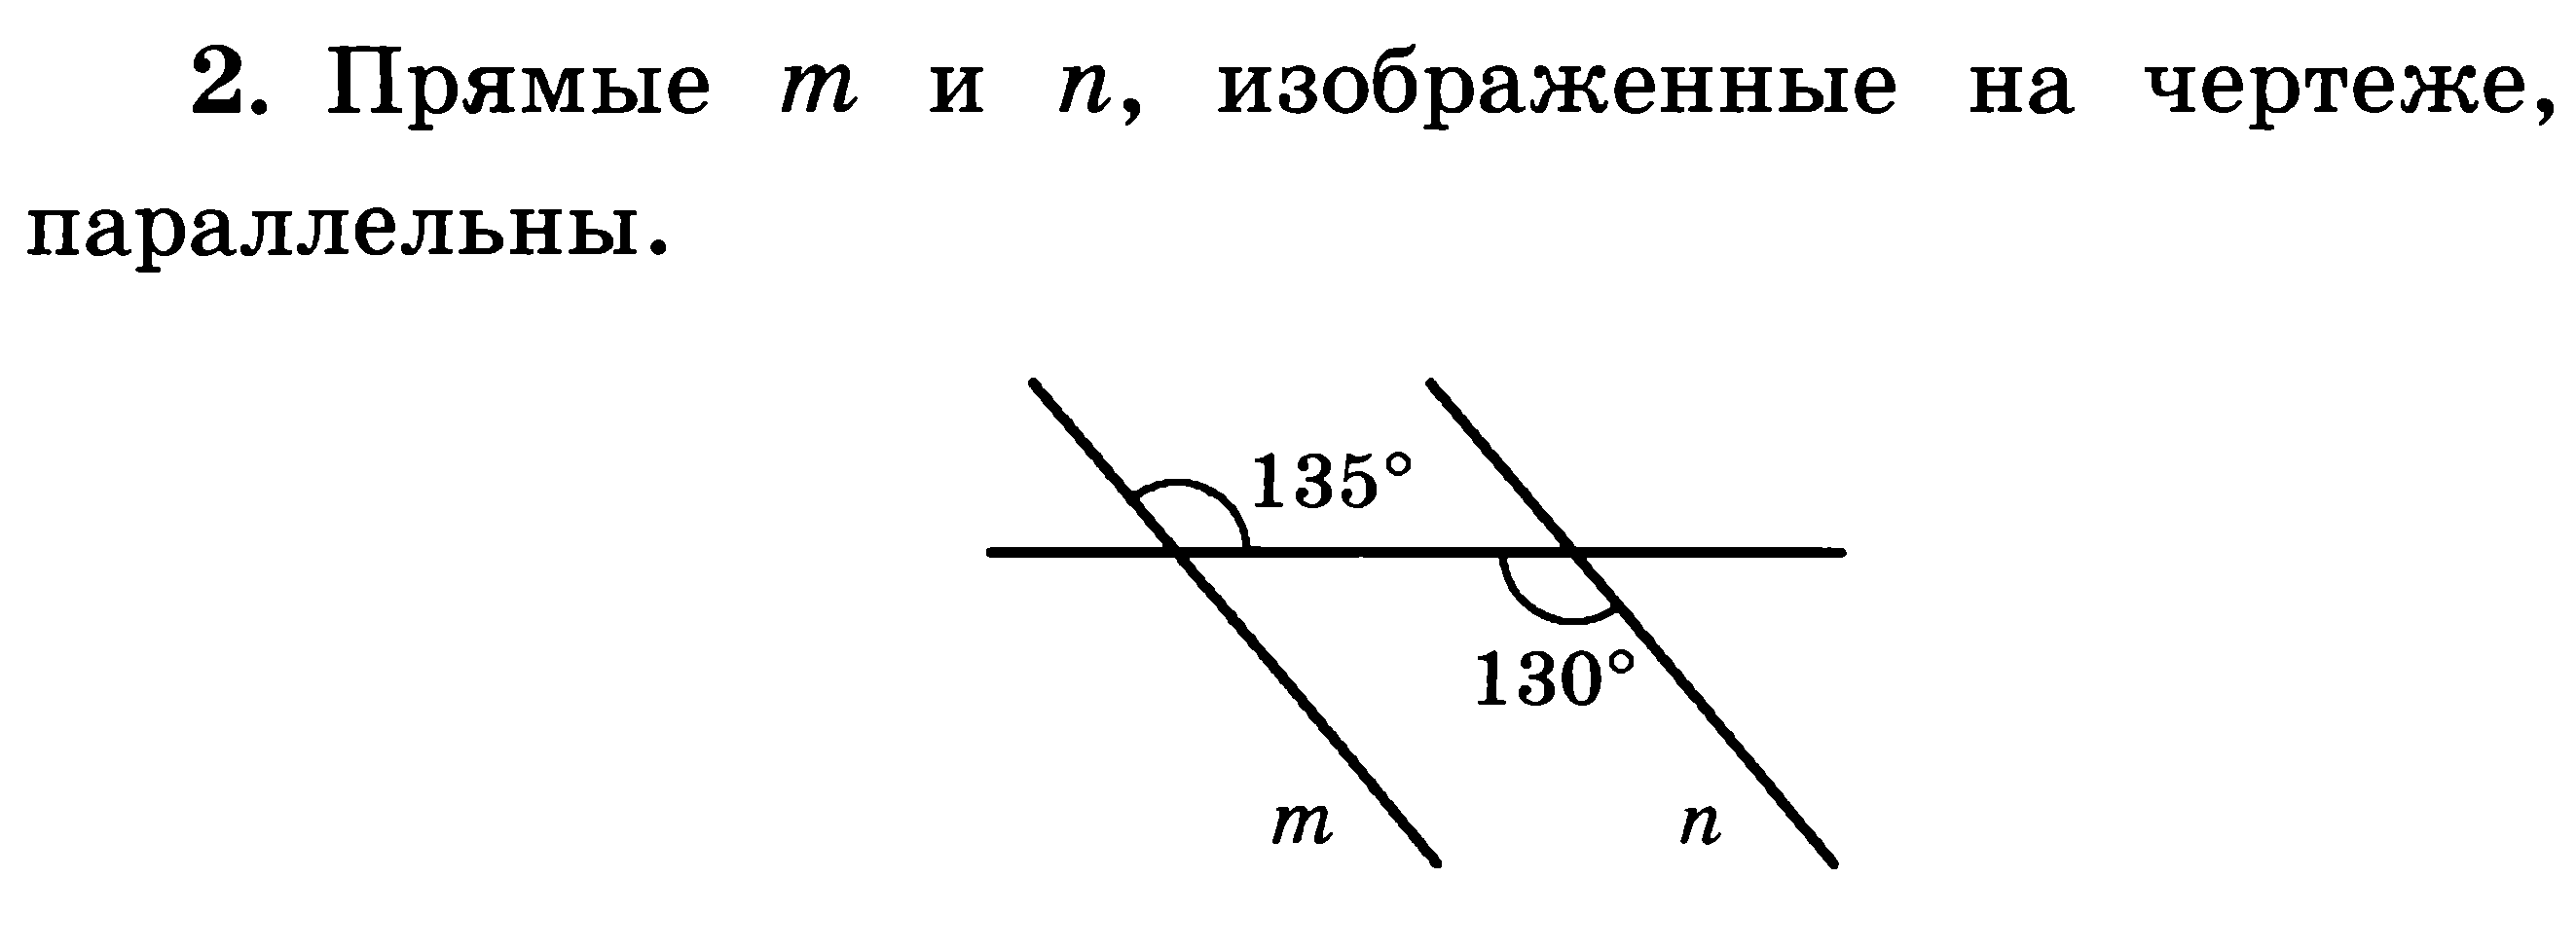 2. Прямые m и n, изображенные на чертеже,
параллельны.
135°
130°
m n